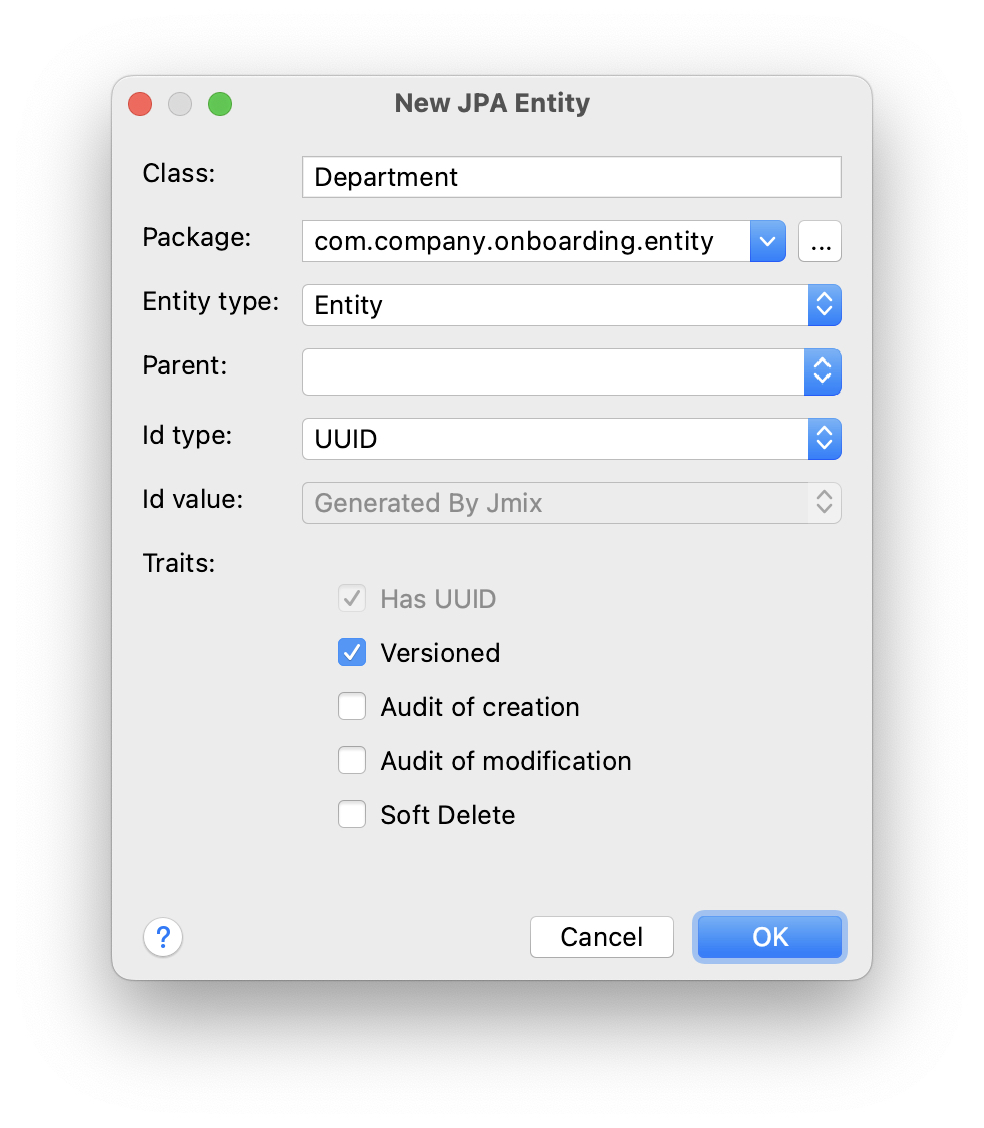 New JPA Entity
Class: Department
Package: com.company.onboarding.entity ...
Entity type: Entity
Parent:
Id type: UUID
Id value: Generated By Jmix
Traits:
Has UUID
Versioned
Audit of creation
Audit of modification
Soft Delete
? Cancel OK